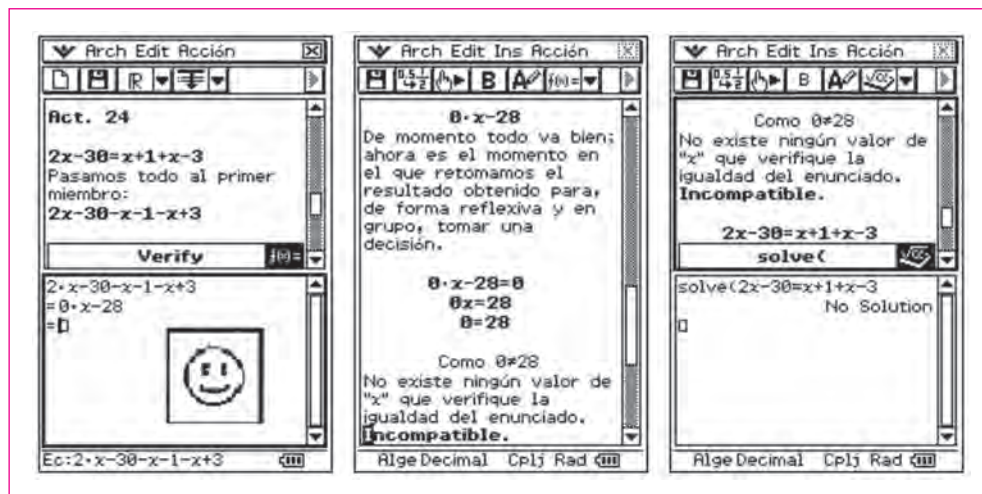 Arch Edit Acción
Act. 24
2x-30=x+1+x-3
Pasamos todo al primer
miembro:
2x-30-x-1-x+3
Verify
2·x-30-x-1-x+3
=0·x-28
=
Ec:2·x-30-x-1-x+3
Arch Edit Ins Acción
B
0·x-28
De momento todo va bien;
ahora es el momento en
el que retomamos el
resultado obtenido para,
de forma reflexiva y en
grupo, tomar una
decisión.
0·x-28=0
0x=28
0=28
Como 0≠28
No existe ningún valor de
"x" que verifique la
igualdad del enunciado.
Incompatible.
Alge Decimal Cplj Rad
Arch Edit Ins Acción
B
Como 0≠28
No existe ningún valor de
"x" que verifique la
igualdad del enunciado.
Incompatible.
2x-30=x+1+x-3
solve(
solve(2x-30=x+1+x-3
No Solution
Alge Decimal Cplj Rad